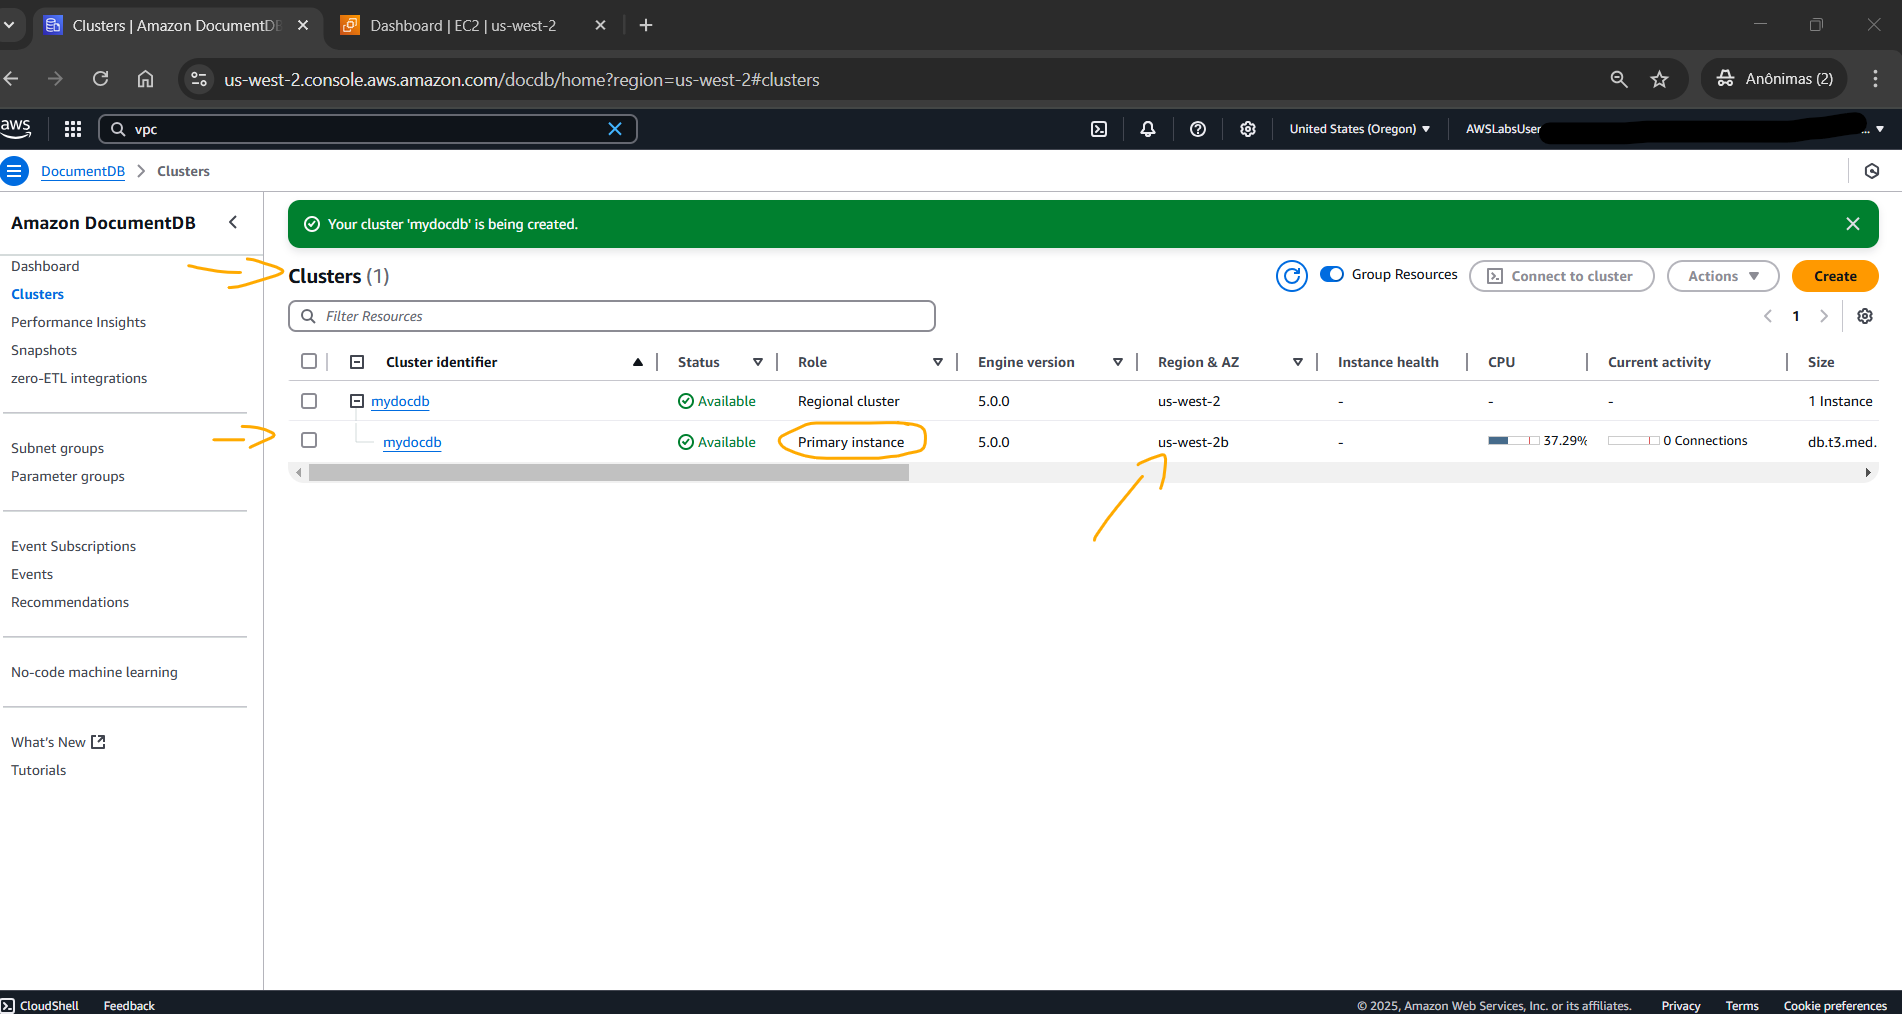 Clusters | Amazon DocumentDB
Dashboard | EC2 | us-west-2
us-west-2.console.aws.amazon.com/docdb/home?region=us-west-2#clusters
Anônimas (2)
aws
vpc
United States (Oregon)
AWSLabsUser
...
DocumentDB
Clusters
Amazon DocumentDB
Dashboard
Clusters
Performance Insights
Snapshots
zero-ETL integrations
Subnet groups
Parameter groups
Event Subscriptions
Events
Recommendations
No-code machine learning
What's New
Tutorials
Your cluster 'mydocdb' is being created.
Clusters (1)
Group Resources
Connect to cluster
Actions
Create
Filter Resources
1
Cluster identifier Status Role Engine version Region & AZ Instance health CPU Current activity Size
mydocdb Available Regional cluster 5.0.0 us-west-2 - - - 1 Instance
mydocdb Available Primary instance 5.0.0 us-west-2b - 37.29% 0 Connections db.t3.med.
CloudShell Feedback © 2025, Amazon Web Services, Inc. or its affiliates. Privacy Terms Cookie preferences